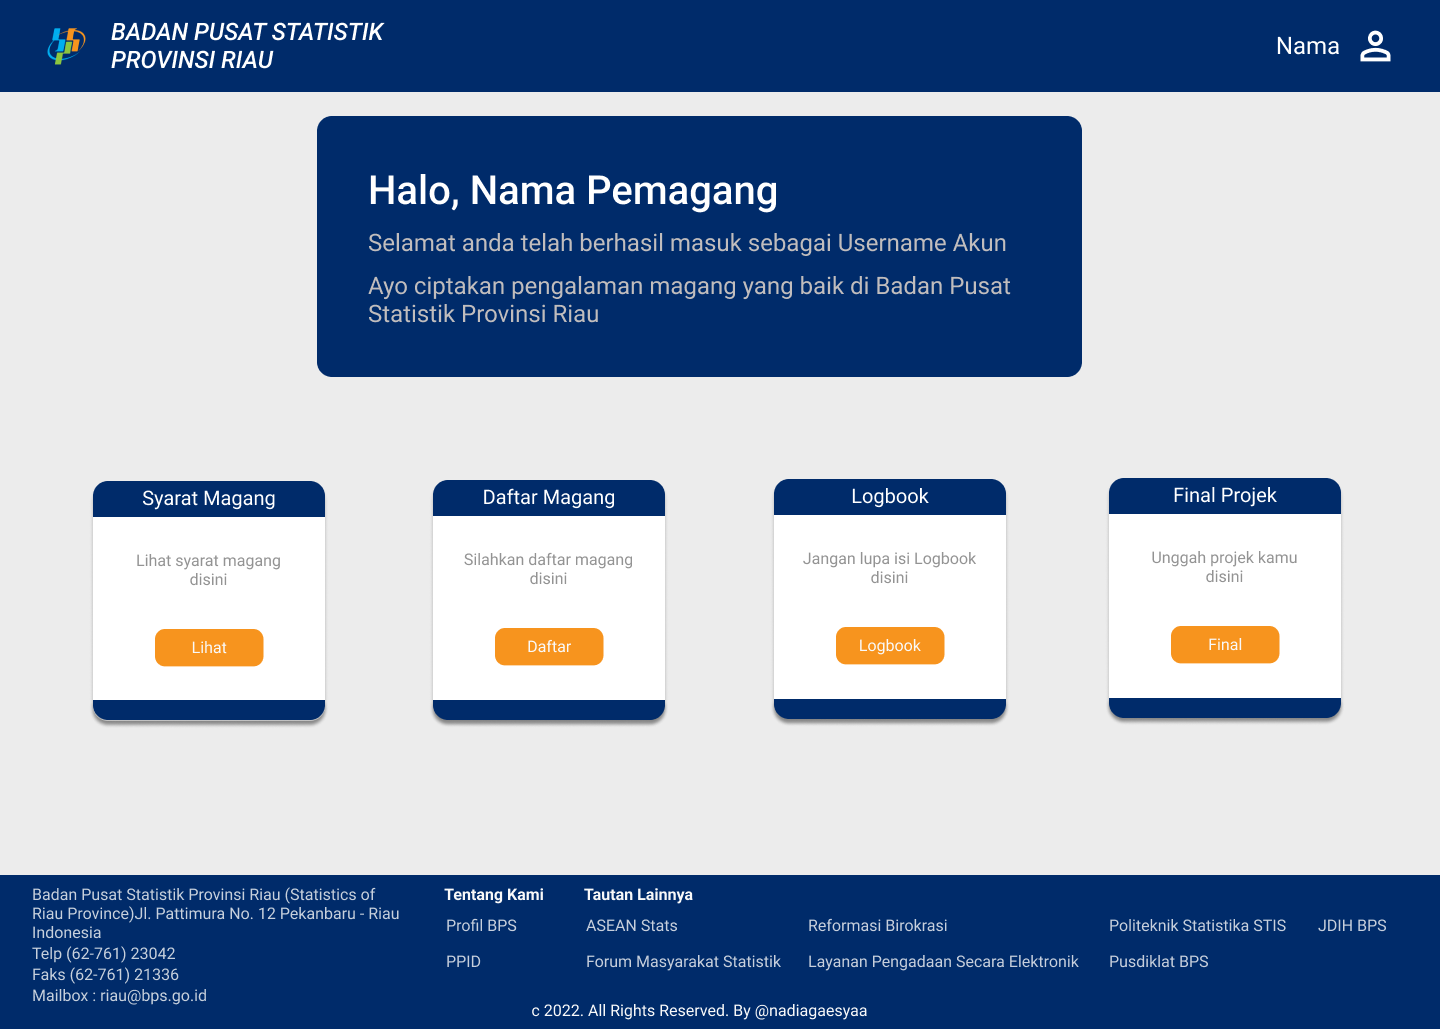 BADAN PUSAT STATISTIK
PROVINSI RIAU
Nama
Halo, Nama Pemagang
Selamat anda telah berhasil masuk sebagai Username Akun
Ayo ciptakan pengalaman magang yang baik di Badan Pusat
Statistik Provinsi Riau
Syarat Magang
Lihat syarat magang
disini
Lihat
Daftar Magang
Silahkan daftar magang
disini
Daftar
Logbook
Jangan lupa isi Logbook
disini
Logbook
Final Projek
Unggah projek kamu
disini
Final
Badan Pusat Statistik Provinsi Riau (Statistics of
Riau Province)Jl. Pattimura No. 12 Pekanbaru - Riau
Indonesia
Telp (62-761) 23042
Faks (62-761) 21336
Mailbox : riau@bps.go.id
Tentang Kami
Profil BPS
PPID
Tautan Lainnya
ASEAN Stats
Forum Masyarakat Statistik
Reformasi Birokrasi
Layanan Pengadaan Secara Elektronik
Politeknik Statistika STIS
Pusdiklat BPS
JDIH BPS
c 2022. All Rights Reserved. By @nadiagaesyaa